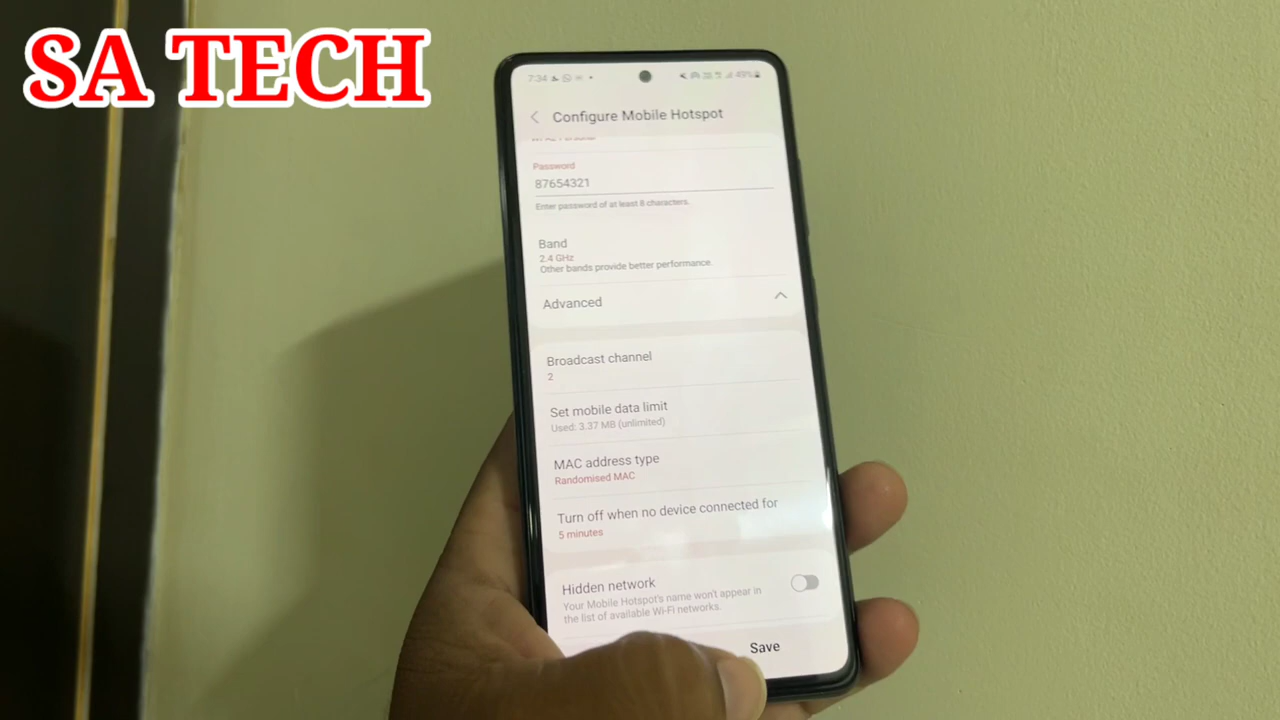 SA TECH
7:34
49%
Configure Mobile Hotspot
Password
87654321
Enter password of at least 8 characters.
Band
2.4 GHz
Other bands provide better performance.
Advanced
Broadcast channel
2
Set mobile data limit
Used: 3.37 MB (unlimited)
MAC address type
Randomised MAC
Turn off when no device connected for
5 minutes
Hidden network
Your Mobile Hotspot's name won't appear in
the list of available Wi-Fi networks.
Save